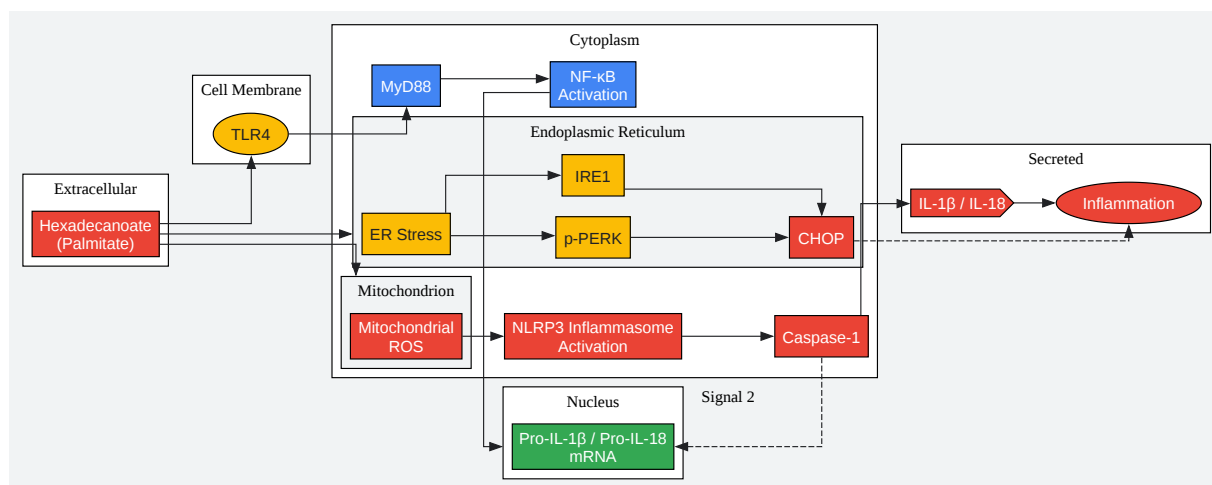 Cytoplasm
MyD88
NF-κB
Activation
Cell Membrane
TLR4
Endoplasmic Reticulum
IRE1
ER Stress
p-PERK
CHOP
Extracellular
Hexadecanoate
(Palmitate)
Secreted
IL-1β / IL-18
Inflammation
Mitochondrion
Mitochondrial
ROS
NLRP3 Inflammasome
Activation
Caspase-1
Signal 2
Nucleus
Pro-IL-1β / Pro-IL-18
mRNA